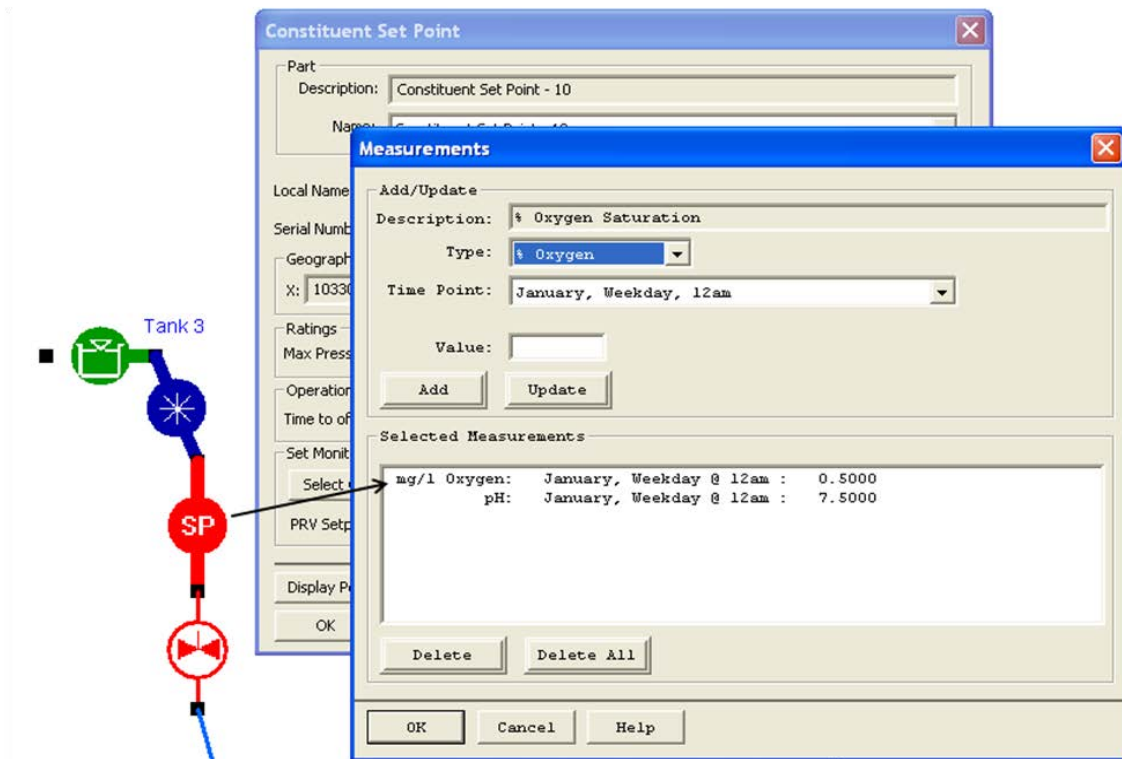 Constituent Set Point
Part
Description: Constituent Set Point - 10
Name:
Measurements
Add/Update
Description: % Oxygen Saturation
Type: % Oxygen
Time Point: January, Weekday, 12am
Value:
Add Update
Selected Measurements
mg/l Oxygen: January, Weekday @ 12am : 0.5000
pH: January, Weekday @ 12am : 7.5000
Delete Delete All
OK Cancel Help
Local Name
Serial Numb
Geograph
X: 10330
Ratings
Max Press
Operation
Time to of
Set Monit
Select
PRV Setp
Display P
OK
Tank 3
SP